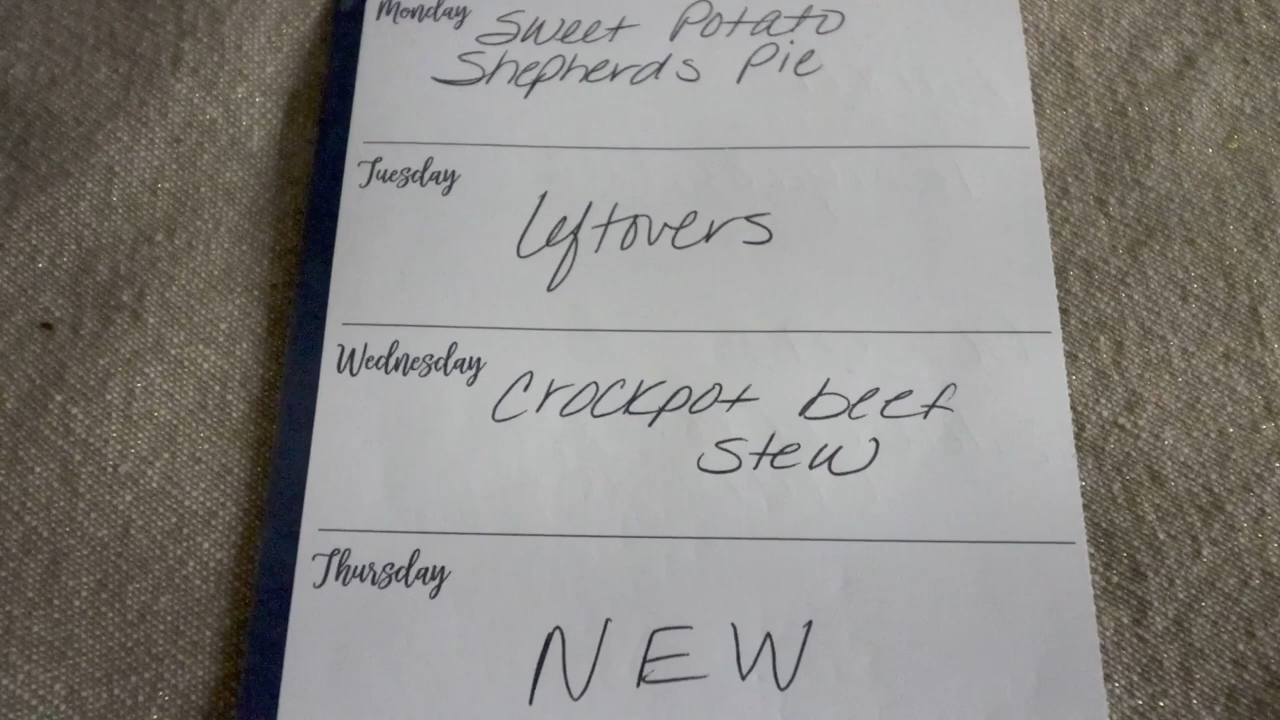 Monday Sweet Potato
Shepherds Pie
Tuesday
leftovers
Wednesday
Crockpot beef
stew
Thursday
NEW